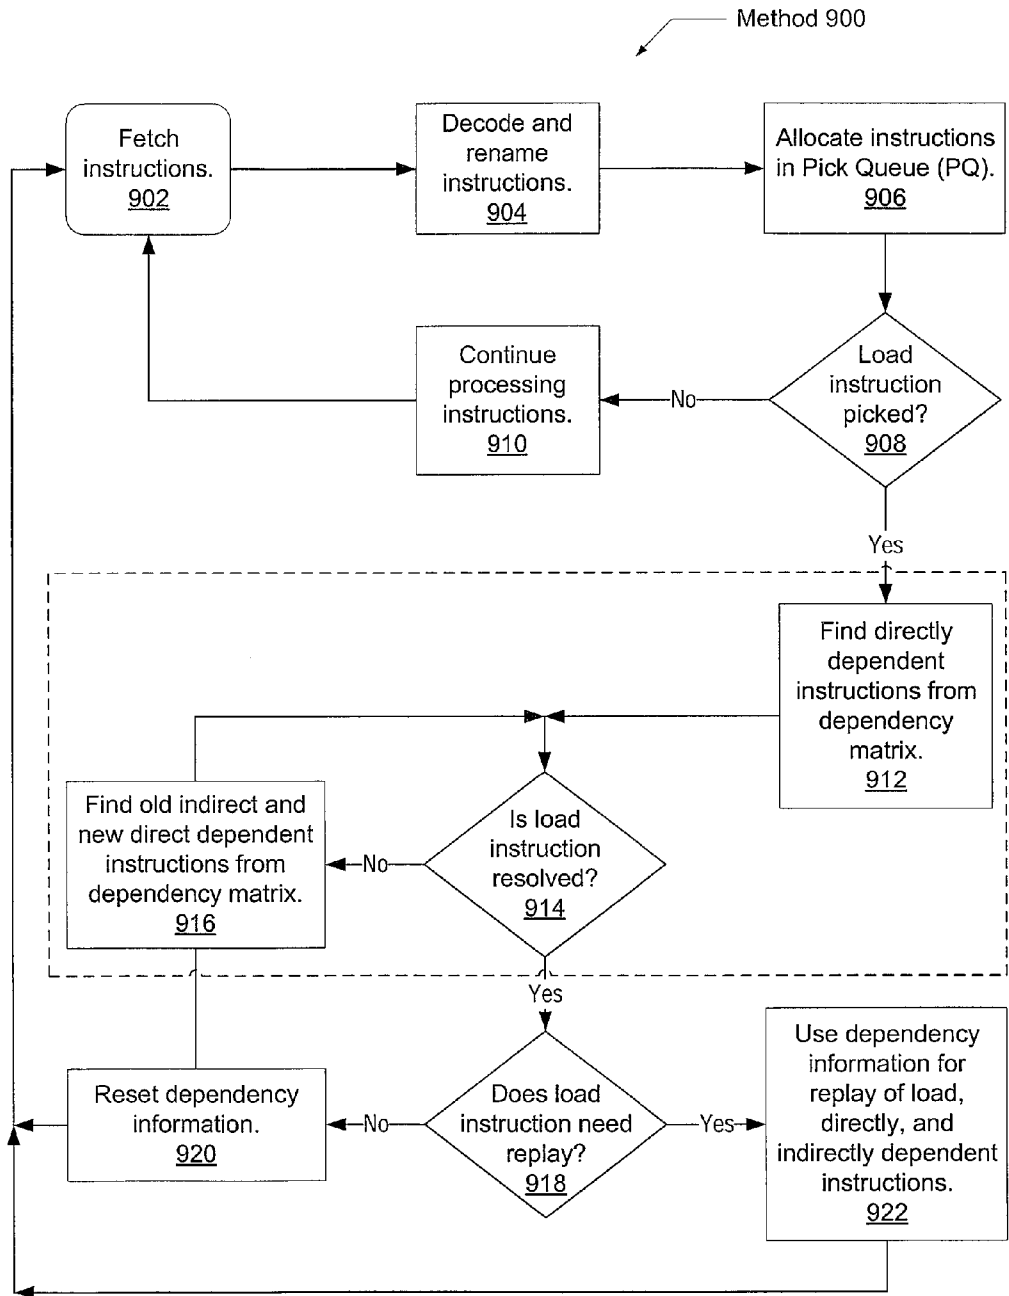 Method 900
Fetch
instructions.
902
Decode and
rename
instructions.
904
Allocate instructions
in Pick Queue (PQ).
906
Continue
processing
instructions.
910
No
Load
instruction
picked?
908
Yes
Find directly
dependent
instructions from
dependency
matrix.
912
Find old indirect and
new direct dependent
instructions from
dependency matrix.
916
No
Is load
instruction
resolved?
914
Yes
Reset dependency
information.
920
No
Does load
instruction need
replay?
918
Yes
Use dependency
information for
replay of load,
directly, and
indirectly dependent
instructions.
922